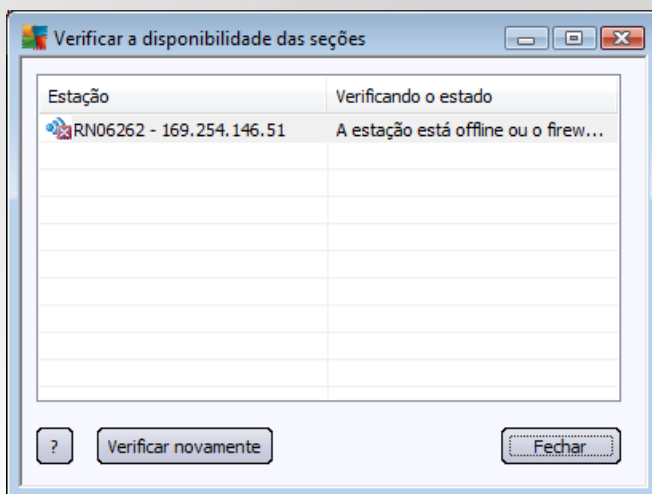 Verificar a disponibilidade das seções
Estação Verificando o estado
RN06262 - 169.254.146.51 A estação está offline ou o firew...
? Verificar novamente Fechar